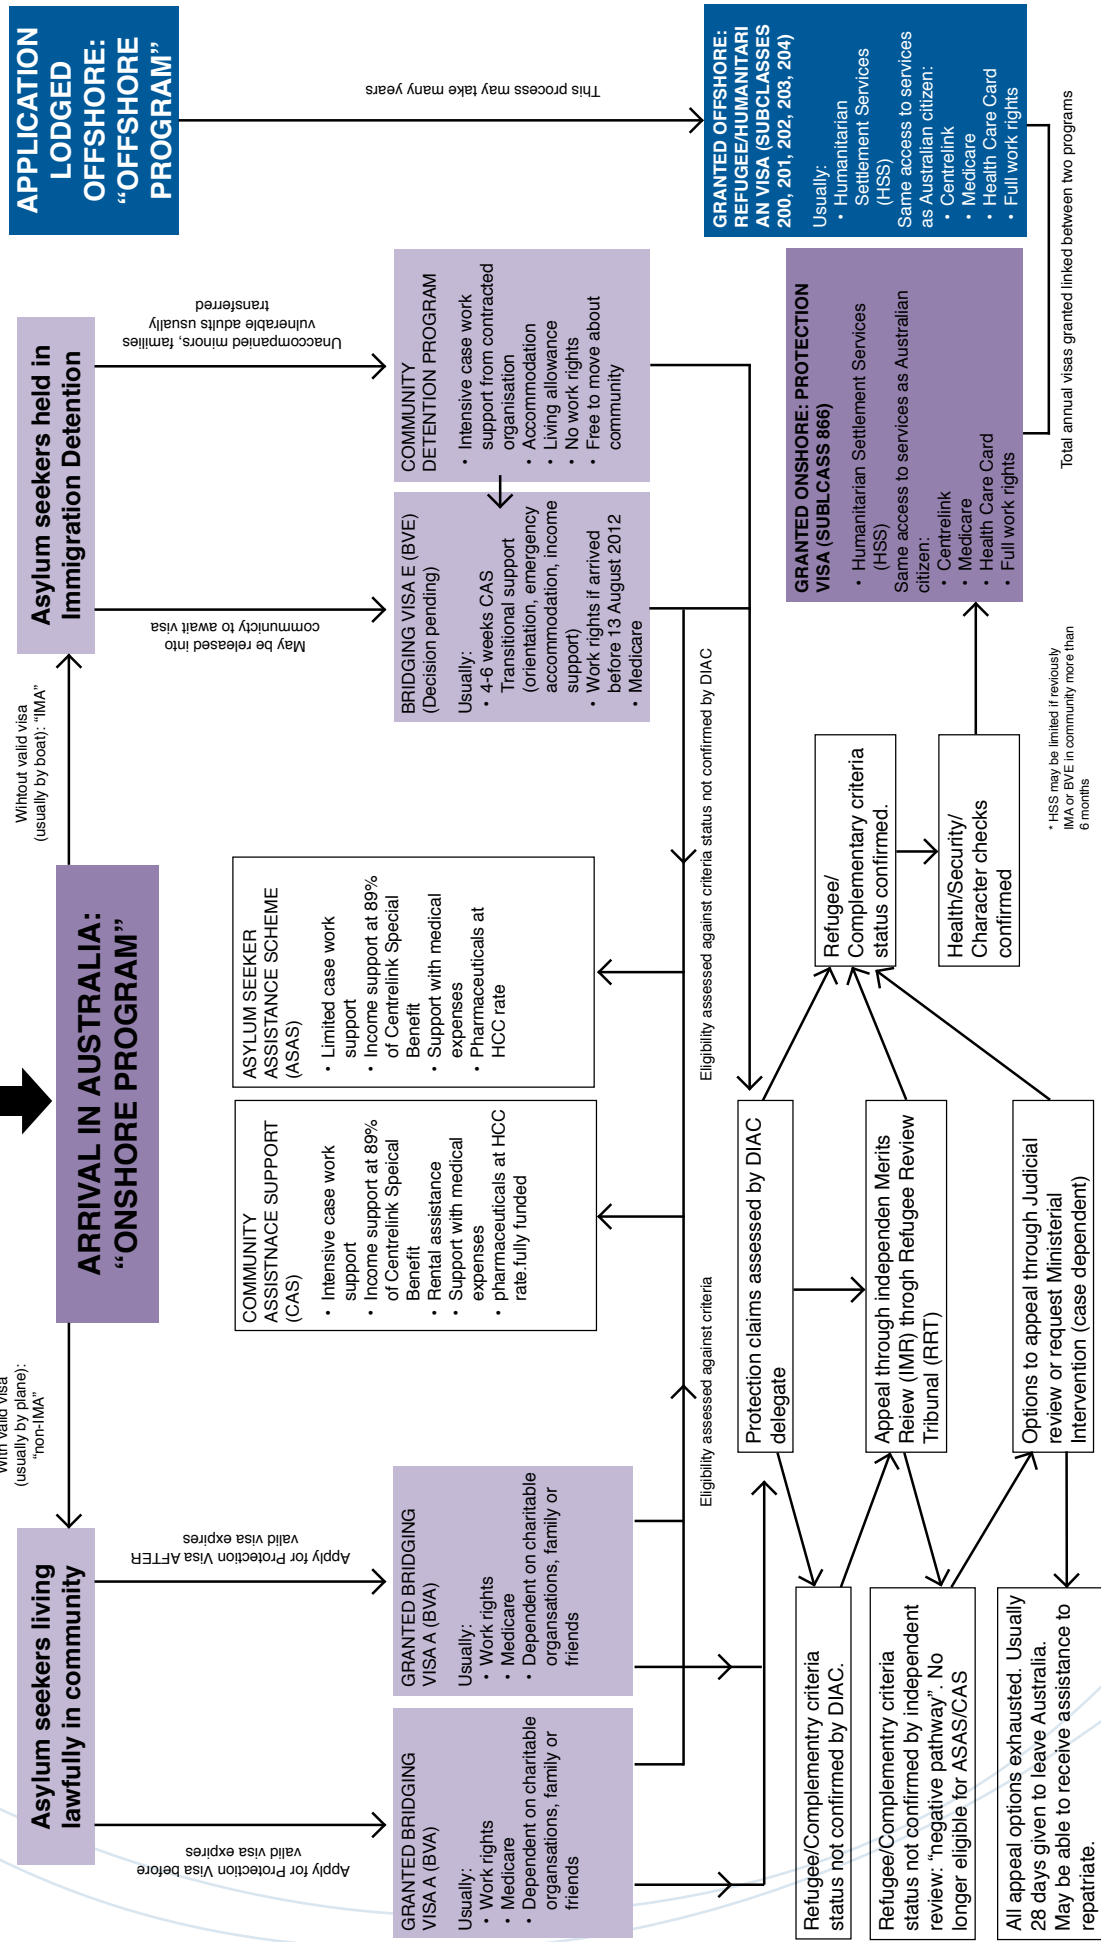 With valid visa
(usually by plane):
"non-IMA"
ARRIVAL IN AUSTRALIA:
"ONSHORE PROGRAM"
Wihtout valid visa
(usually by boat): "IMA"
APPLICATION
LODGED
OFFSHORE:
"OFFSHORE
PROGRAM"
Asylum seekers living
lawfully in community
Asylum seekers held in
Immigration Detention
Apply for Protection Visa before
valid visa expires
Apply for Protection Visa AFTER
valid visa expires
May be released into
communicty to await visa
Unaccompanied minors, families
vulnerable adults usually
transferred
This process may take many years
GRANTED BRIDGING
VISA A (BVA)
Usually:
• Work rights
• Medicare
• Dependent on charitable
organsations, family or
friends
GRANTED BRIDGING
VISA A (BVA)
Usually:
• Work rights
• Medicare
• Dependent on charitable
organsations, family or
friends
COMMUNITY
ASSISTNACE SUPPORT
(CAS)
• Intensive case work
support
• Income support at 89%
of Centrelink Speical
Benefit
• Rental assistance
• Support with medical
expenses
• pharmaceuticals at HCC
rate.fully funded
ASYLUM SEEKER
ASSISTANCE SCHEME
(ASAS)
• Limited case work
support
• Income support at 89%
of Centrelink Special
Benefit
• Support with medical
expenses
• Pharmaceuticals at
HCC rate
BRIDGING VISA E (BVE)
(Decision pending)
Usually:
• 4-6 weeks CAS
Transitional support
(orientation, emergency
accommodation, income
support)
• Work rights if arrived
before 13 August 2012
• Medicare
COMMUNITY
DETENTION PROGRAM
• Intensive case work
support from contracted
organisation
• Accommodation
• Living allowance
• No work rights
• Free to move about
community
Eligibility assessed against criteria
Eligibility assessed against criteria status not confirmed by DIAC
Protection claims assessed by DIAC
delegate
Refugee/Complementry criteria
status not confirmed by DIAC.
Appeal through independen Merits
Reiew (IMR) throgh Refugee Review
Tribunal (RRT)
Refugee/Complementry criteria
status not confirmed by independent
review: "negative pathway". No
longer eligible for ASAS/CAS
Options to appeal through Judicial
review or request Ministerial
Intervention (case dependent)
All appeal options exhausted. Usually
28 days given to leave Australia.
May be able to receive assistance to
repatriate.
Refugee/
Complementary criteria
status confirmed.
Health/Security/
Character checks
confirmed
* HSS may be limited if reviously
IMA or BVE in community more than
6 months
GRANTED ONSHORE: PROTECTION
VISA (SUBLCASS 866)
• Humanitarian Settlement Services
(HSS)
Same access to services as Australian
citizen:
• Centrelink
• Medicare
• Health Care Card
• Full work rights
GRANTED OFFSHORE:
REFUGEE/HUMANITARI
AN VISA (SUBCLASSES
200, 201, 202, 203, 204)
Usually:
• Humanitarian
Settlement Services
(HSS)
Same access to services
as Australian citizen:
• Centrelink
• Medicare
• Health Care Card
• Full work rights
Total annual visas granted linked between two programs